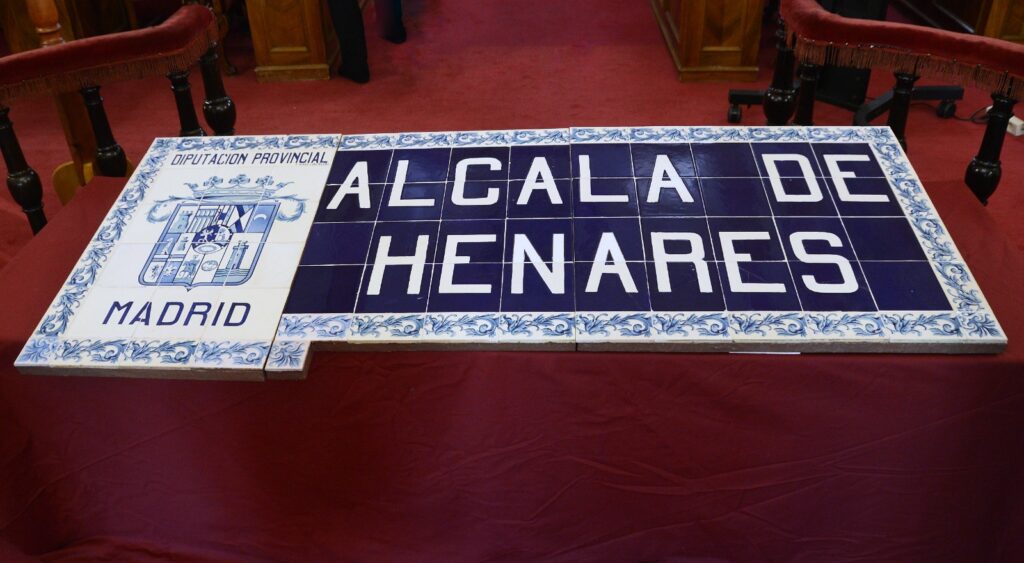 DIPUTACION PROVINCIAL
MADRID
ALCALA DE
HENARES